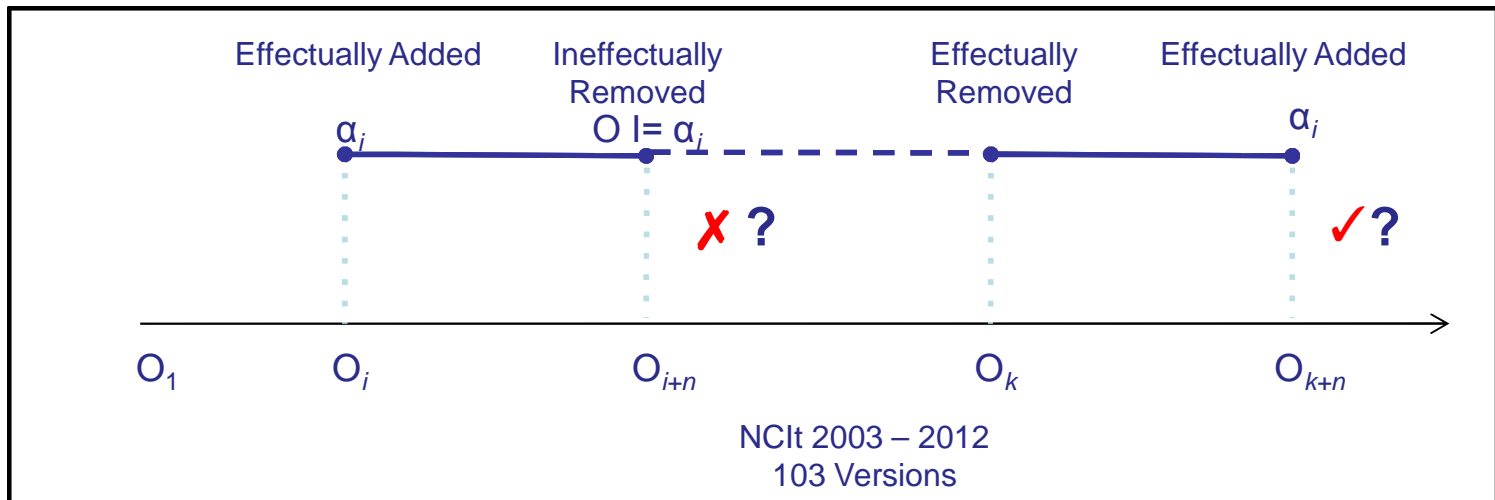 Effectually Added
Ineffectually
Removed
Effectually
Removed
Effectually Added
αi
O I= αi
αi
✗ ?
✓?
O1
Oi
Oi+n
Ok
Ok+n
NCIt 2003 – 2012
103 Versions